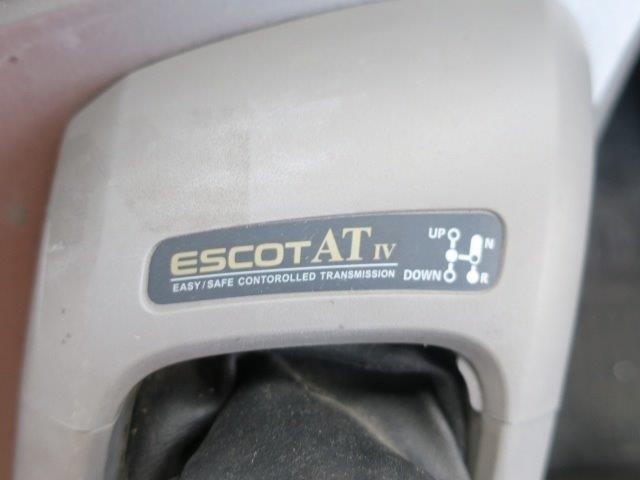 ESCOT AT IV
EASY/SAFE CONTOROLLED TRANSMISSION
UP
N
DOWN
R